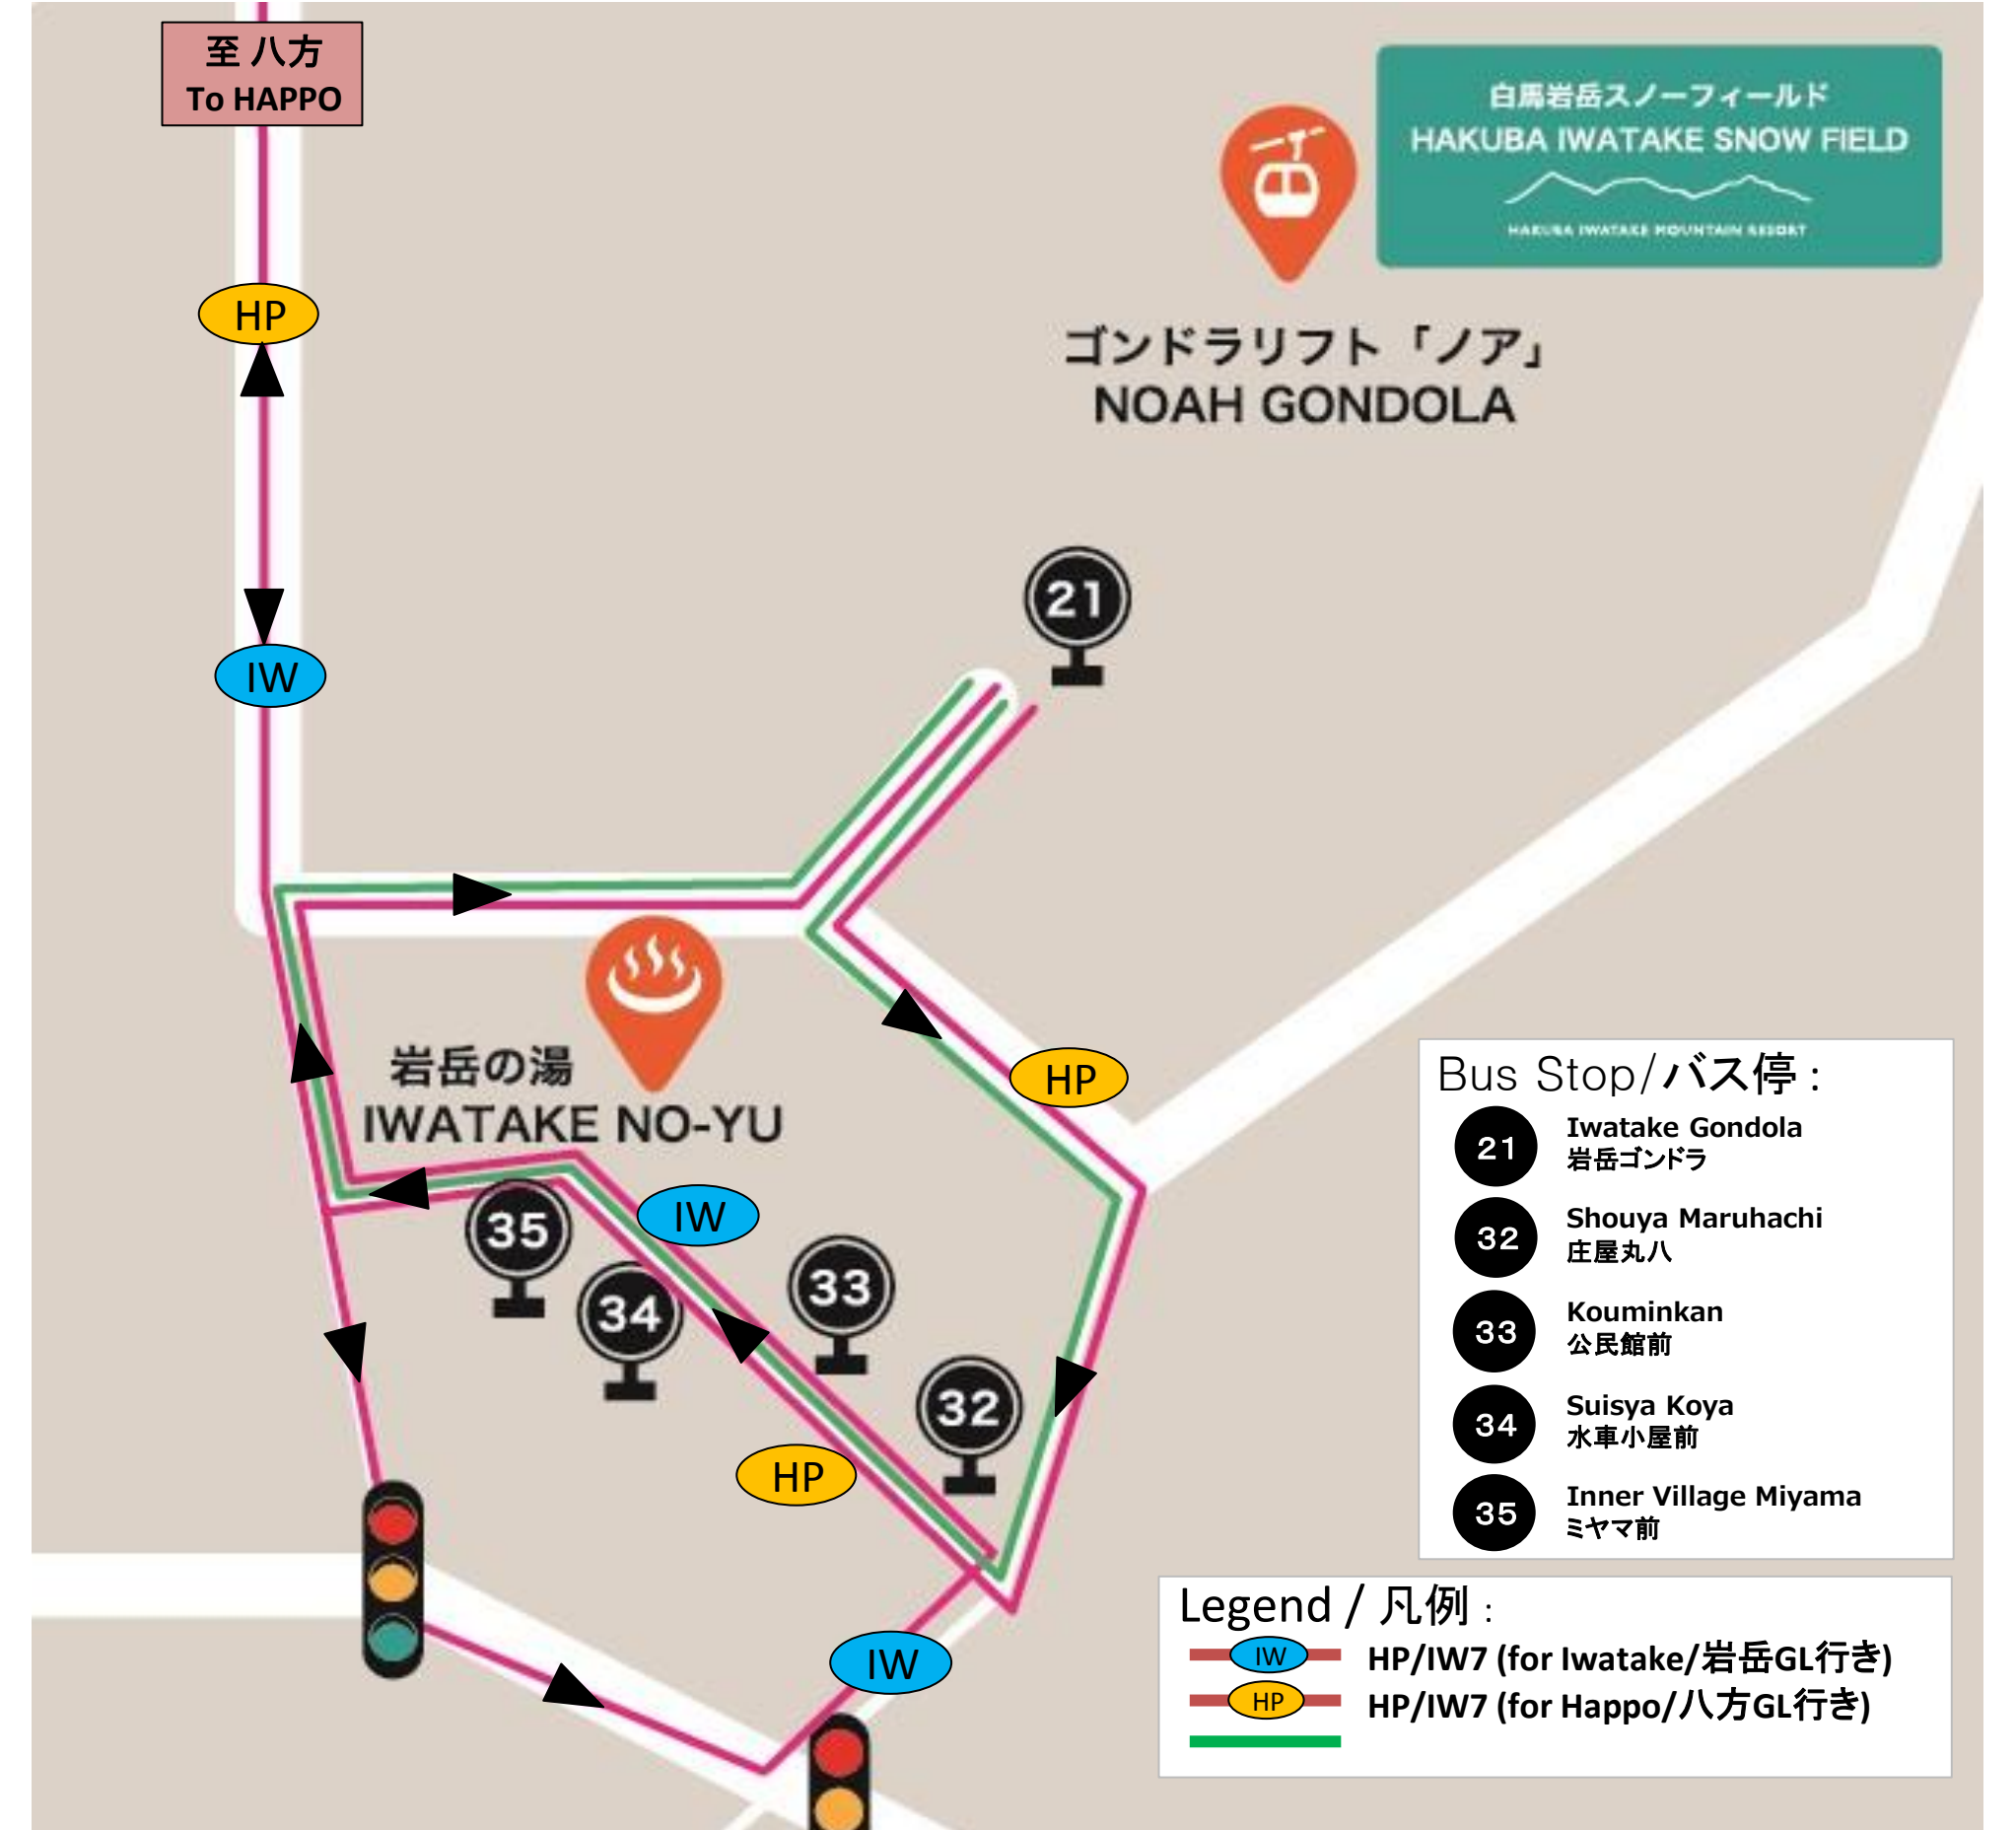 至 八方
To HAPPO
白馬岩岳スノーフィールド
HAKUBA IWATAKE SNOW FIELD
HAKUBA IWATAKE MOUNTAIN RESORT
HP
ゴンドラリフト「ノア」
NOAH GONDOLA
21
IW
岩岳の湯
IWATAKE NO-YU
HP
IW
35
34
33
32
HP
IW
Bus Stop/バス停 :
21
Iwatake Gondola
岩岳ゴンドラ
32
Shouya Maruhachi
庄屋丸八
33
Kouminkan
公民館前
34
Suisya Koya
水車小屋前
35
Inner Village Miyama
ミヤマ前
Legend / 凡例 :
IW HP/IW7 (for Iwatake/岩岳GL行き)
HP HP/IW7 (for Happo/八方GL行き)